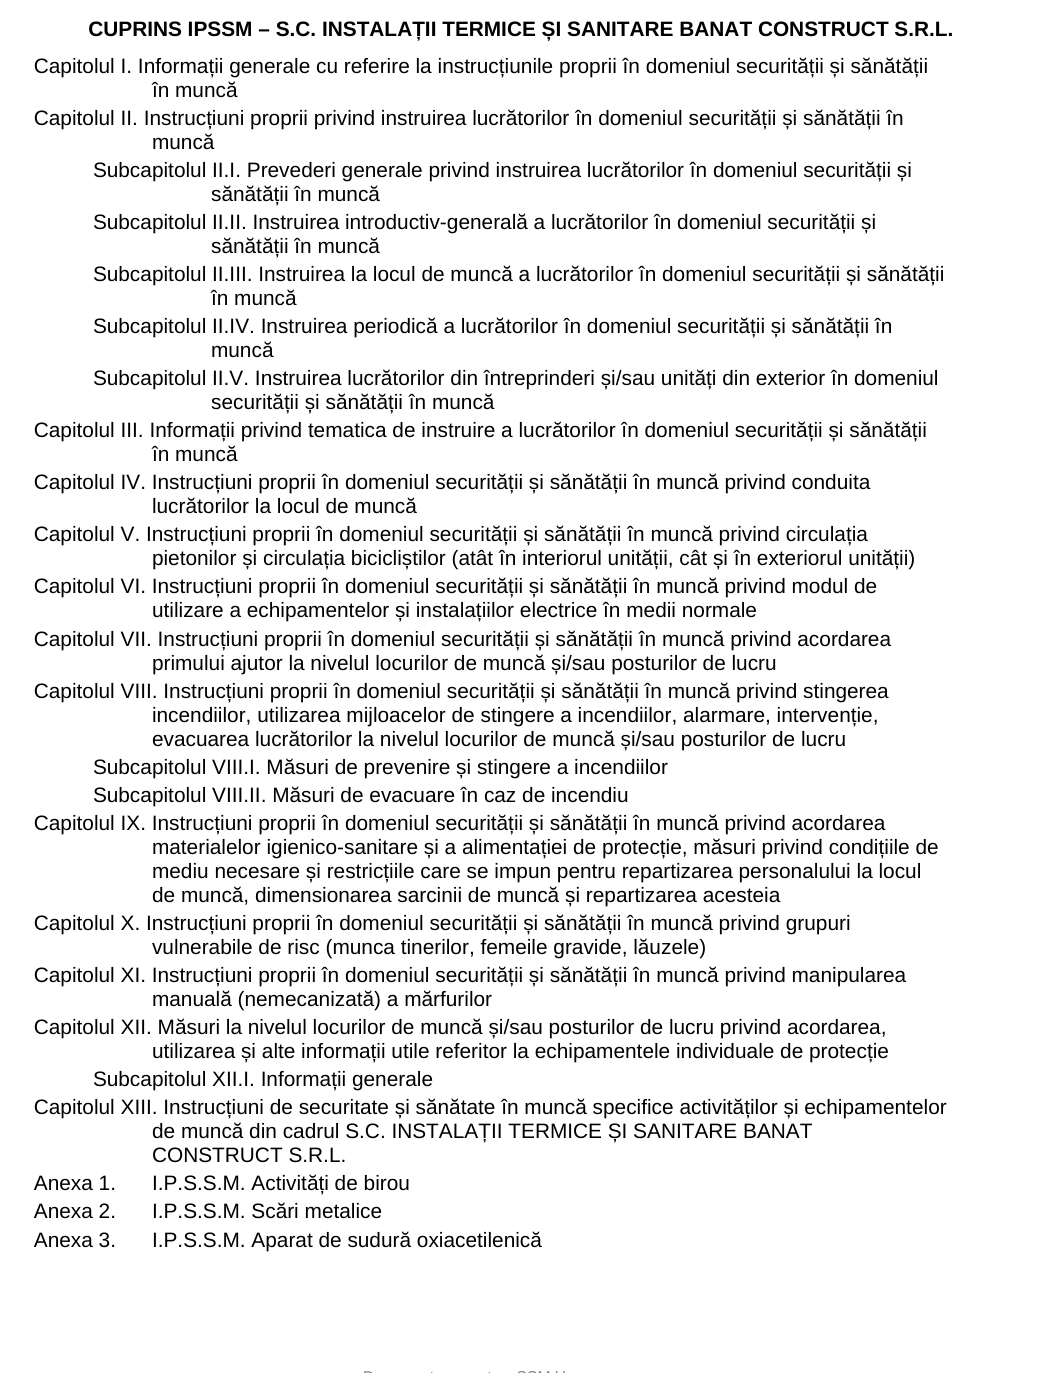 CUPRINS IPSSM – S.C. INSTALAȚII TERMICE ȘI SANITARE BANAT CONSTRUCT S.R.L.
Capitolul I. Informații generale cu referire la instrucțiunile proprii în domeniul securității și sănătății
în muncă
Capitolul II. Instrucțiuni proprii privind instruirea lucrătorilor în domeniul securității și sănătății în
muncă
Subcapitolul II.I. Prevederi generale privind instruirea lucrătorilor în domeniul securității și
sănătății în muncă
Subcapitolul II.II. Instruirea introductiv-generală a lucrătorilor în domeniul securității și
sănătății în muncă
Subcapitolul II.III. Instruirea la locul de muncă a lucrătorilor în domeniul securității și sănătății
în muncă
Subcapitolul II.IV. Instruirea periodică a lucrătorilor în domeniul securității și sănătății în
muncă
Subcapitolul II.V. Instruirea lucrătorilor din întreprinderi și/sau unități din exterior în domeniul
securității și sănătății în muncă
Capitolul III. Informații privind tematica de instruire a lucrătorilor în domeniul securității și sănătății
în muncă
Capitolul IV. Instrucțiuni proprii în domeniul securității și sănătății în muncă privind conduita
lucrătorilor la locul de muncă
Capitolul V. Instrucțiuni proprii în domeniul securității și sănătății în muncă privind circulația
pietonilor și circulația bicicliștilor (atât în interiorul unității, cât și în exteriorul unității)
Capitolul VI. Instrucțiuni proprii în domeniul securității și sănătății în muncă privind modul de
utilizare a echipamentelor și instalațiilor electrice în medii normale
Capitolul VII. Instrucțiuni proprii în domeniul securității și sănătății în muncă privind acordarea
primului ajutor la nivelul locurilor de muncă și/sau posturilor de lucru
Capitolul VIII. Instrucțiuni proprii în domeniul securității și sănătății în muncă privind stingerea
incendiilor, utilizarea mijloacelor de stingere a incendiilor, alarmare, intervenție,
evacuarea lucrătorilor la nivelul locurilor de muncă și/sau posturilor de lucru
Subcapitolul VIII.I. Măsuri de prevenire și stingere a incendiilor
Subcapitolul VIII.II. Măsuri de evacuare în caz de incendiu
Capitolul IX. Instrucțiuni proprii în domeniul securității și sănătății în muncă privind acordarea
materialelor igienico-sanitare și a alimentației de protecție, măsuri privind condițiile de
mediu necesare și restricțiile care se impun pentru repartizarea personalului la locul
de muncă, dimensionarea sarcinii de muncă și repartizarea acesteia
Capitolul X. Instrucțiuni proprii în domeniul securității și sănătății în muncă privind grupuri
vulnerabile de risc (munca tinerilor, femeile gravide, lăuzele)
Capitolul XI. Instrucțiuni proprii în domeniul securității și sănătății în muncă privind manipularea
manuală (nemecanizată) a mărfurilor
Capitolul XII. Măsuri la nivelul locurilor de muncă și/sau posturilor de lucru privind acordarea,
utilizarea și alte informații utile referitor la echipamentele individuale de protecție
Subcapitolul XII.I. Informații generale
Capitolul XIII. Instrucțiuni de securitate și sănătate în muncă specifice activităților și echipamentelor
de muncă din cadrul S.C. INSTALAȚII TERMICE ȘI SANITARE BANAT
CONSTRUCT S.R.L.
Anexa 1. I.P.S.S.M. Activități de birou
Anexa 2. I.P.S.S.M. Scări metalice
Anexa 3. I.P.S.S.M. Aparat de sudură oxiacetilenică